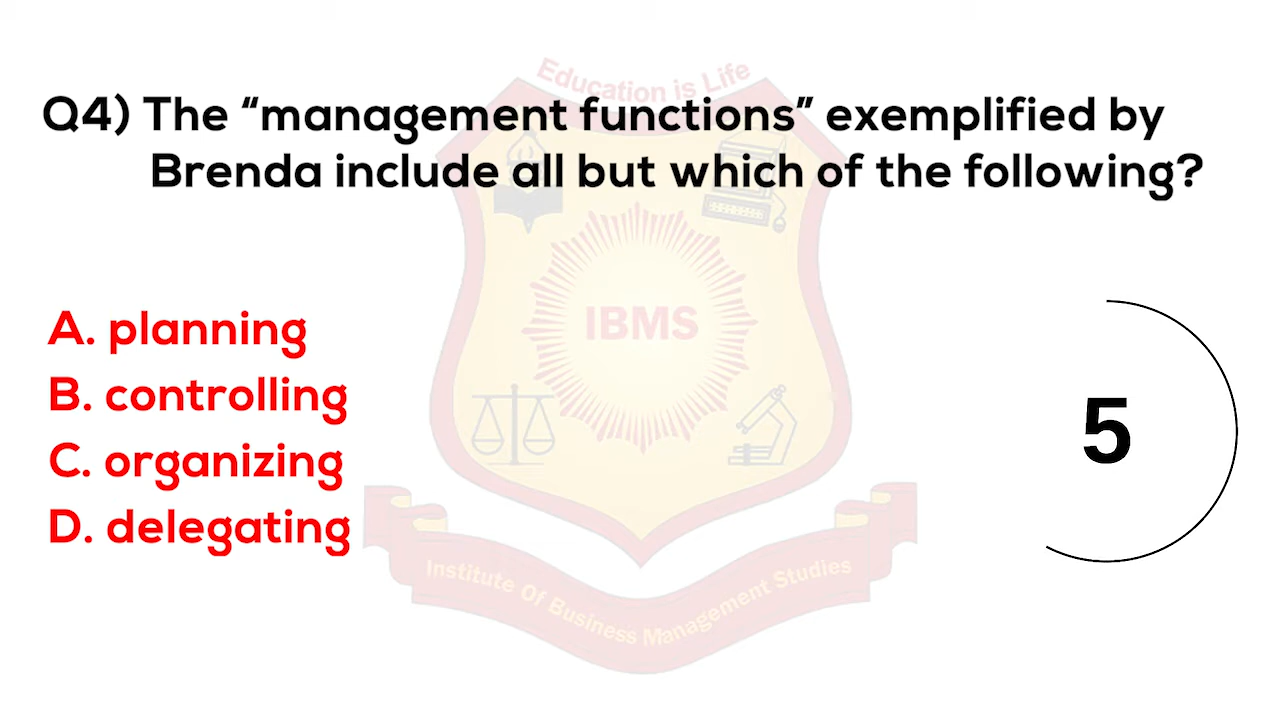 Education is Life
Q4) The “management functions” exemplified by
Brenda include all but which of the following?
IBMS
A. planning
B. controlling
C. organizing
D. delegating
5
Institute Of Business Management Studies